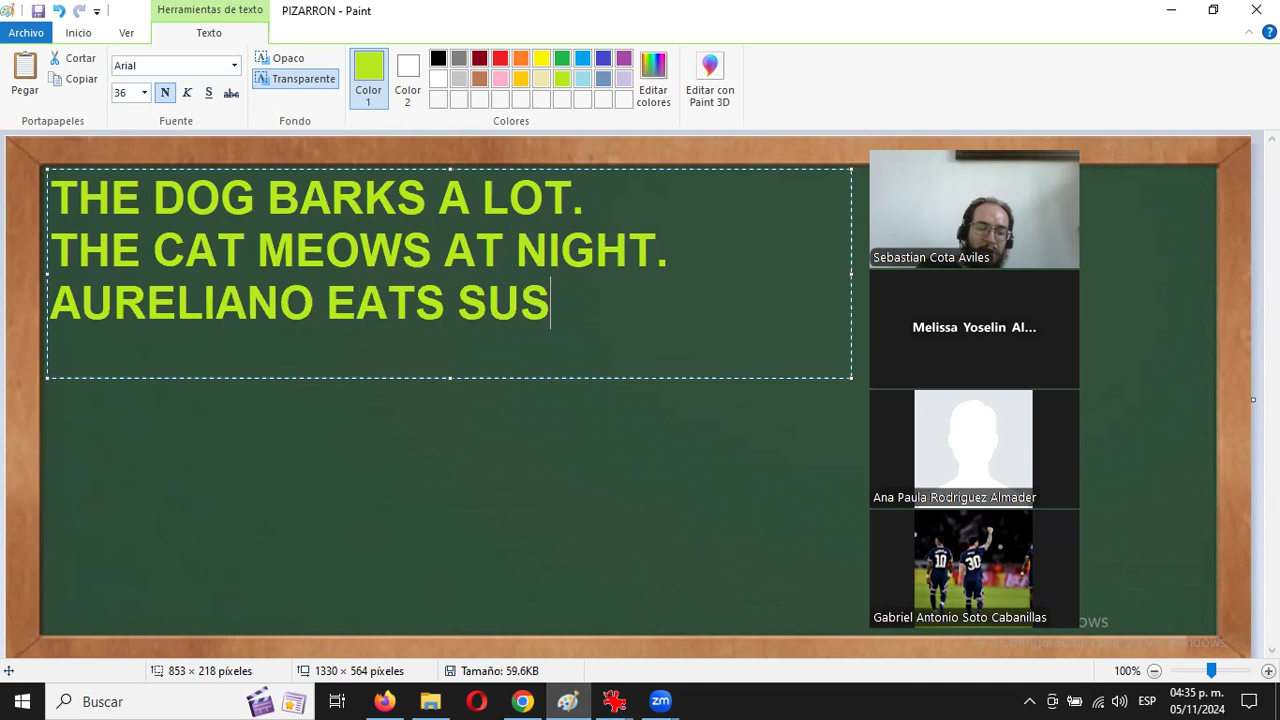 Herramientas de texto
PIZARRON - Paint
Archivo
Inicio
Ver
Texto
Pegar
Cortar
Copiar
Portapapeles
Arial
36
N
K
S
abc
Fuente
Opaco
Transparente
Fondo
Color 1
Color 2
Colores
Editar colores
Editar con Paint 3D
THE DOG BARKS A LOT.
THE CAT MEOWS AT NIGHT.
AURELIANO EATS SUS
Sebastian Cota Aviles
Melissa Yoselin Al...
Ana Paula Rodriguez Almader
10
30
Gabriel Antonio Soto Cabanillas
853 × 218 píxeles
1330 × 564 píxeles
Tamaño: 59.6KB
100%
Buscar
zm
ESP
04:35 p. m.
05/11/2024